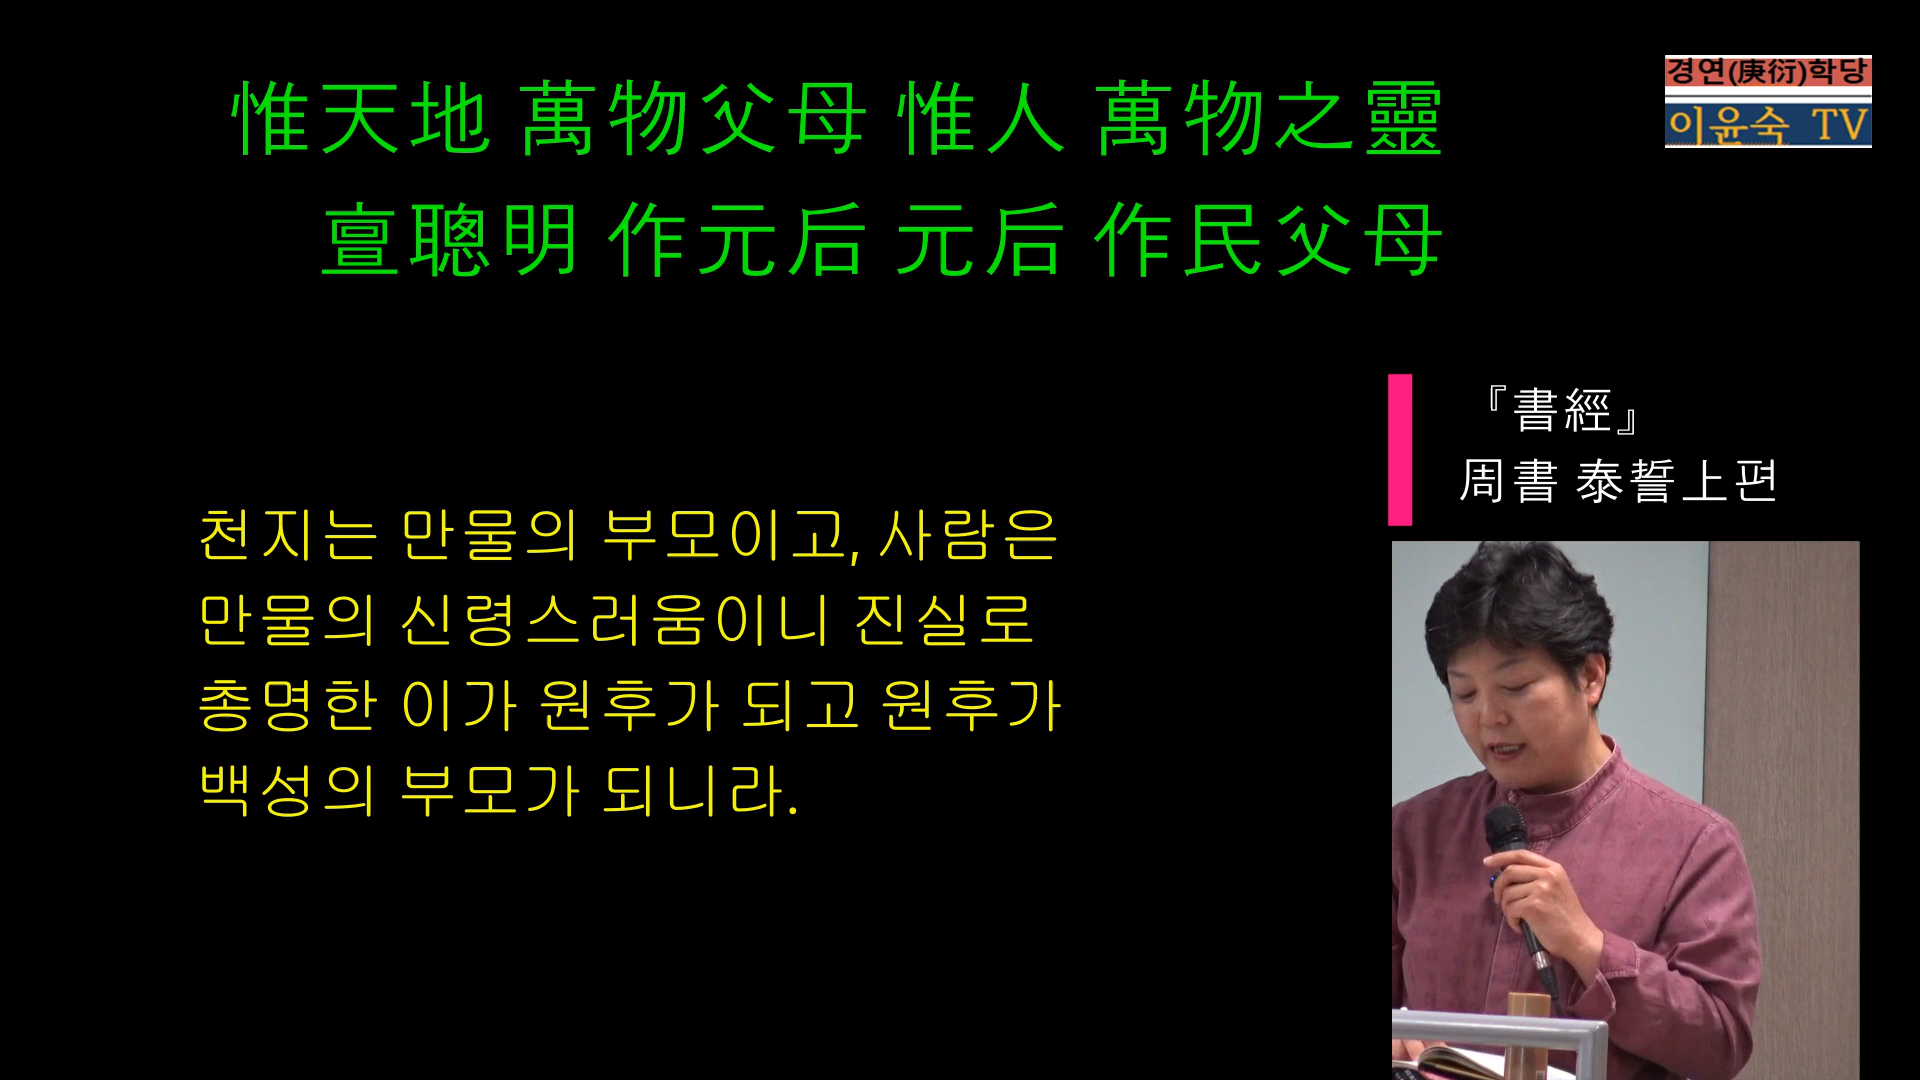 惟天地 萬物父母 惟人 萬物之靈
亶聰明 作元后 元后 作民父母
경연(庚衍)학당
이윤숙 TV
『書經』
周書 泰誓上편
천지는 만물의 부모이고, 사람은
만물의 신령스러움이니 진실로
총명한 이가 원후가 되고 원후가
백성의 부모가 되니라.